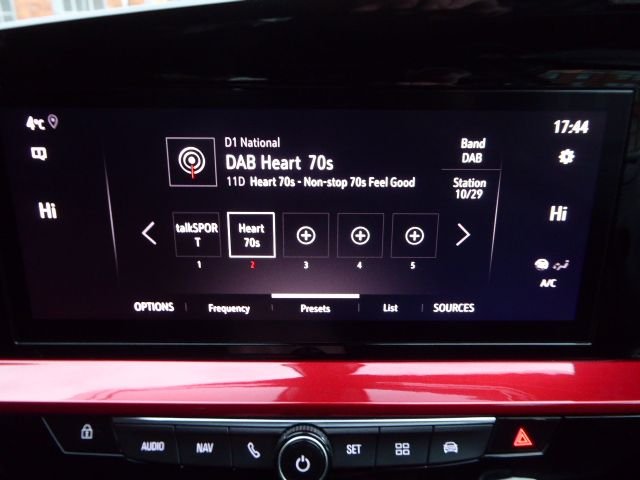 4°C
17:44
D1 National
DAB Heart 70s
11D Heart 70s - Non-stop 70s Feel Good
Band
DAB
Station
10/29
Hi
Hi
talkSPOR
T
Heart
70s
1 2 3 4 5
A/C
OPTIONS Frequency Presets List SOURCES
AUDIO NAV SET